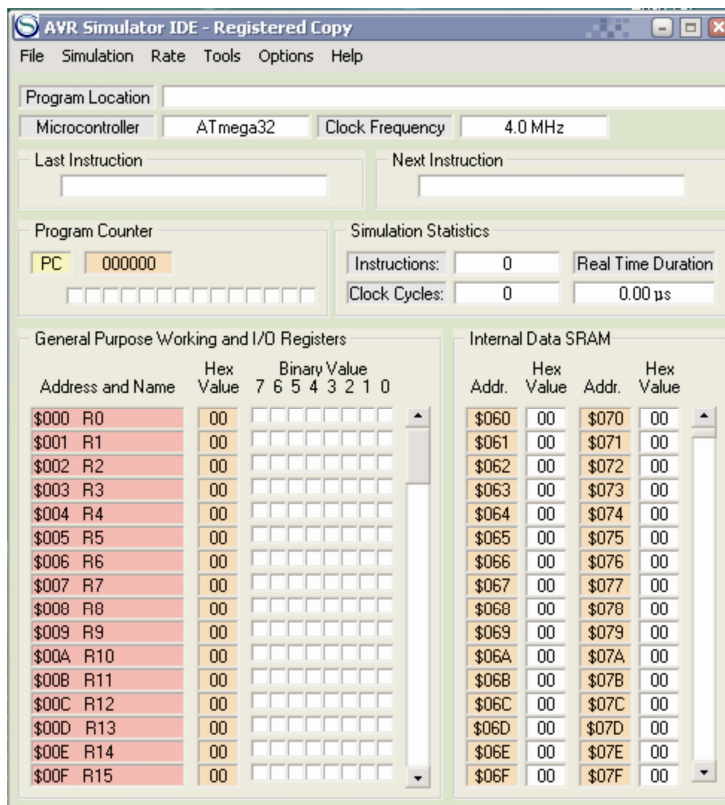 AVR Simulator IDE - Registered Copy
File Simulation Rate Tools Options Help
Program Location
Microcontroller ATmega32 Clock Frequency 4.0 MHz
Last Instruction Next Instruction
Program Counter Simulation Statistics
PC 000000 Instructions: 0 Real Time Duration
Clock Cycles: 0 0.00 µs
General Purpose Working and I/O Registers Internal Data SRAM
Hex Binary Value Hex Hex
Address and Name Value 7 6 5 4 3 2 1 0 Addr. Value Addr. Value
$000 R0 00 $060 00 $070 00
$001 R1 00 $061 00 $071 00
$002 R2 00 $062 00 $072 00
$003 R3 00 $063 00 $073 00
$004 R4 00 $064 00 $074 00
$005 R5 00 $065 00 $075 00
$006 R6 00 $066 00 $076 00
$007 R7 00 $067 00 $077 00
$008 R8 00 $068 00 $078 00
$009 R9 00 $069 00 $079 00
$00A R10 00 $06A 00 $07A 00
$00B R11 00 $06B 00 $07B 00
$00C R12 00 $06C 00 $07C 00
$00D R13 00 $06D 00 $07D 00
$00E R14 00 $06E 00 $07E 00
$00F R15 00 $06F 00 $07F 00